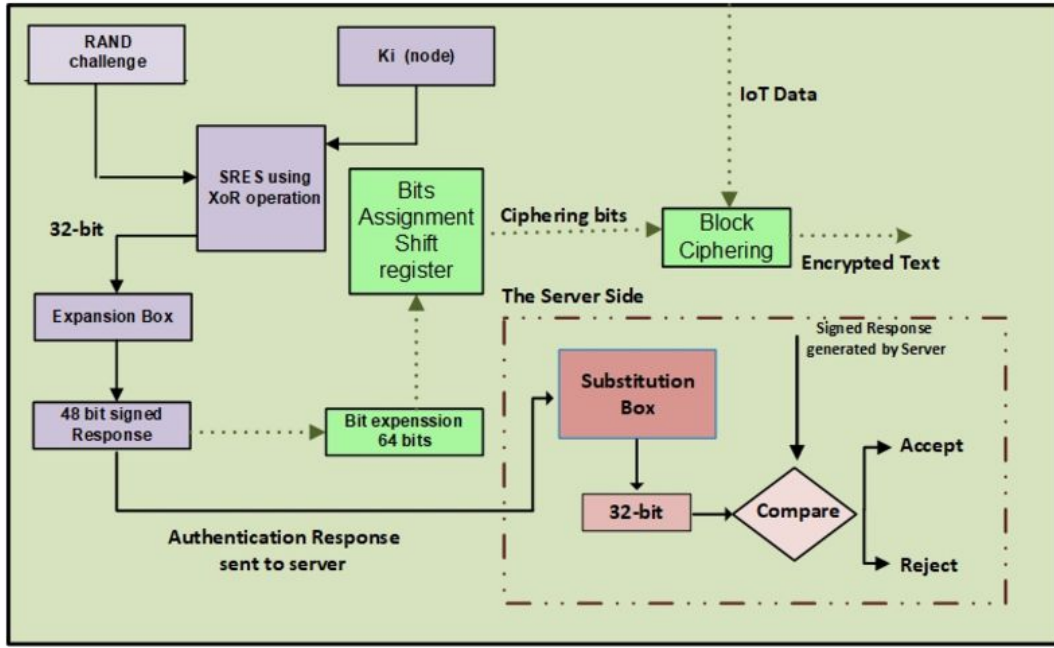 RAND
challenge
Ki (node)
IoT Data
SRES using
XoR operation
Bits
Assignment
Shift
register
Ciphering bits
Block
Ciphering
Encrypted Text
32-bit
Expansion Box
The Server Side
Signed Response
generated by Server
Substitution
Box
48 bit signed
Response
Bit expenssion
64 bits
Accept
32-bit
Compare
Reject
Authentication Response
sent to server